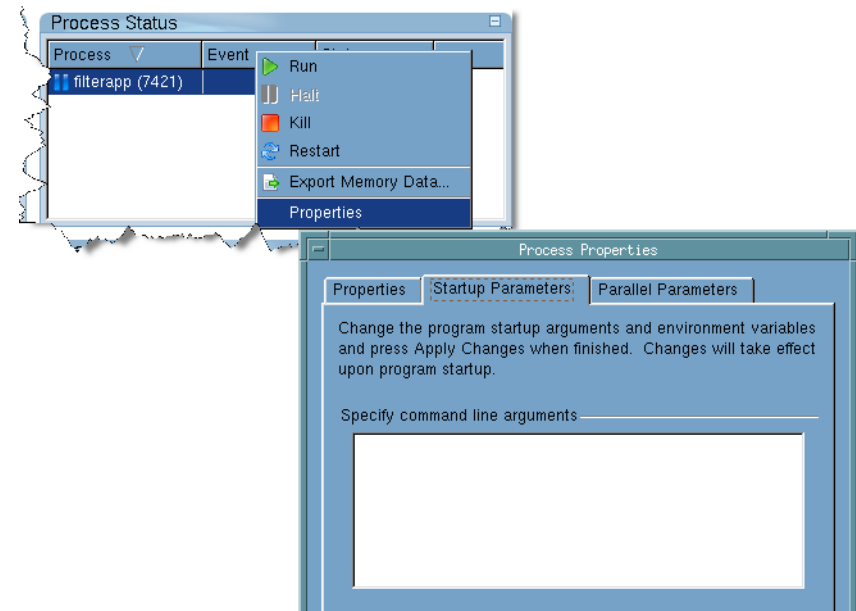 Process Status
Process Event
filterapp (7421)
Run
Halt
Kill
Restart
Export Memory Data...
Properties
Process Properties
Properties Startup Parameters Parallel Parameters
Change the program startup arguments and environment variables
and press Apply Changes when finished. Changes will take effect
upon program startup.
Specify command line arguments